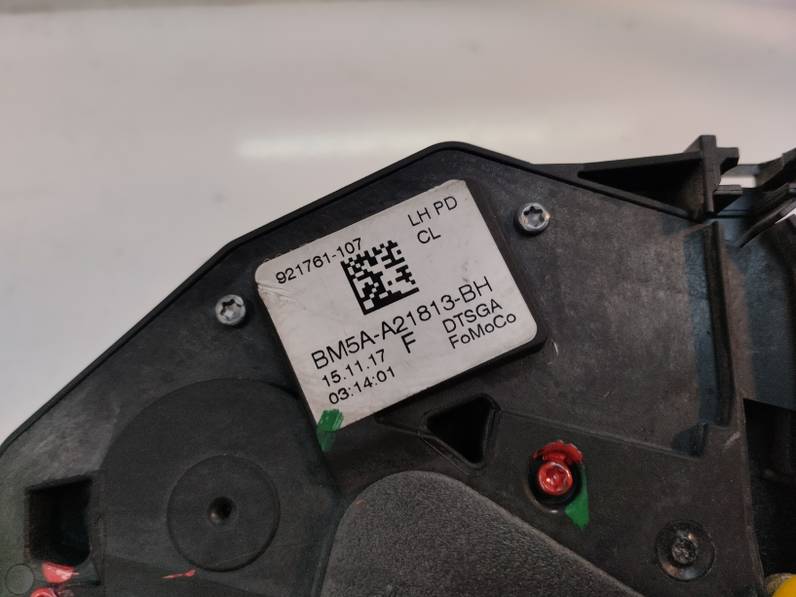 921761-107 LH PD
CL
BM5A-A21813-BH
15.11.17 F DTSGA
03:14:01 FoMoCo